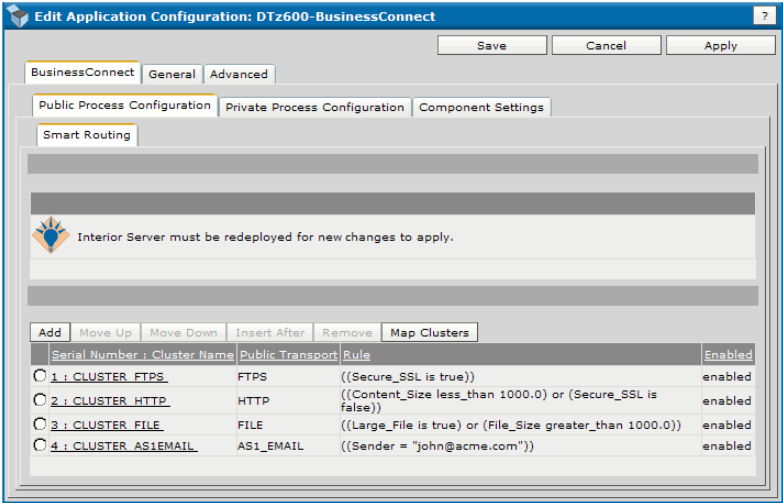 Edit Application Configuration: DTz600-BusinessConnect
?
Save Cancel Apply
BusinessConnect General Advanced
Public Process Configuration Private Process Configuration Component Settings
Smart Routing
Interior Server must be redeployed for new changes to apply.
Add Move Up Move Down Insert After Remove Map Clusters
Serial Number : Cluster Name Public Transport Rule Enabled
1 : CLUSTER_FTPS FTPS ((Secure_SSL is true)) enabled
2 : CLUSTER_HTTP HTTP ((Content_Size less_than 1000.0) or (Secure_SSL is
false)) enabled
3 : CLUSTER_FILE FILE ((Large_File is true) or (File_Size greater_than 1000.0)) enabled
4 : CLUSTER_AS1EMAIL AS1_EMAIL ((Sender = "john@acme.com")) enabled